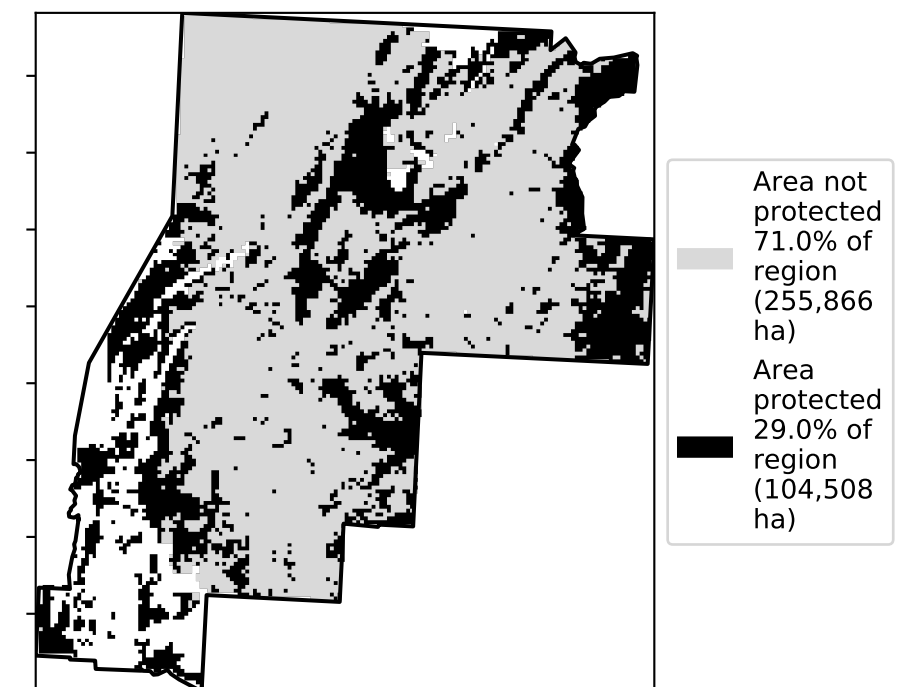 Area not
protected
71.0% of
region
(255,866
ha)
Area
protected
29.0% of
region
(104,508
ha)